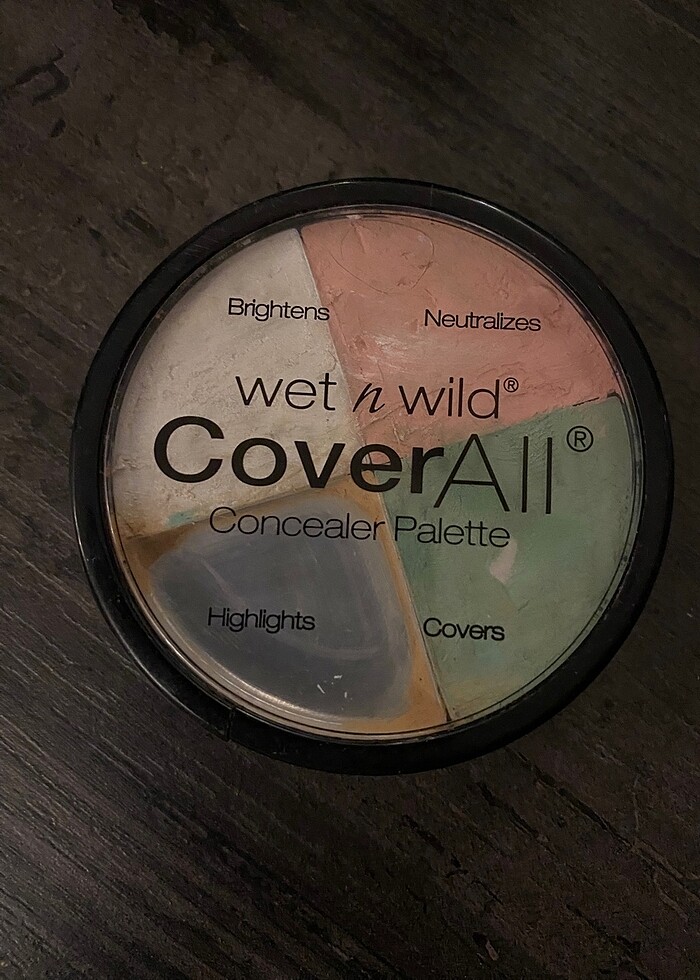 Brightens
Neutralizes
wet n wild®
CoverAll®
Concealer Palette
Highlights
Covers